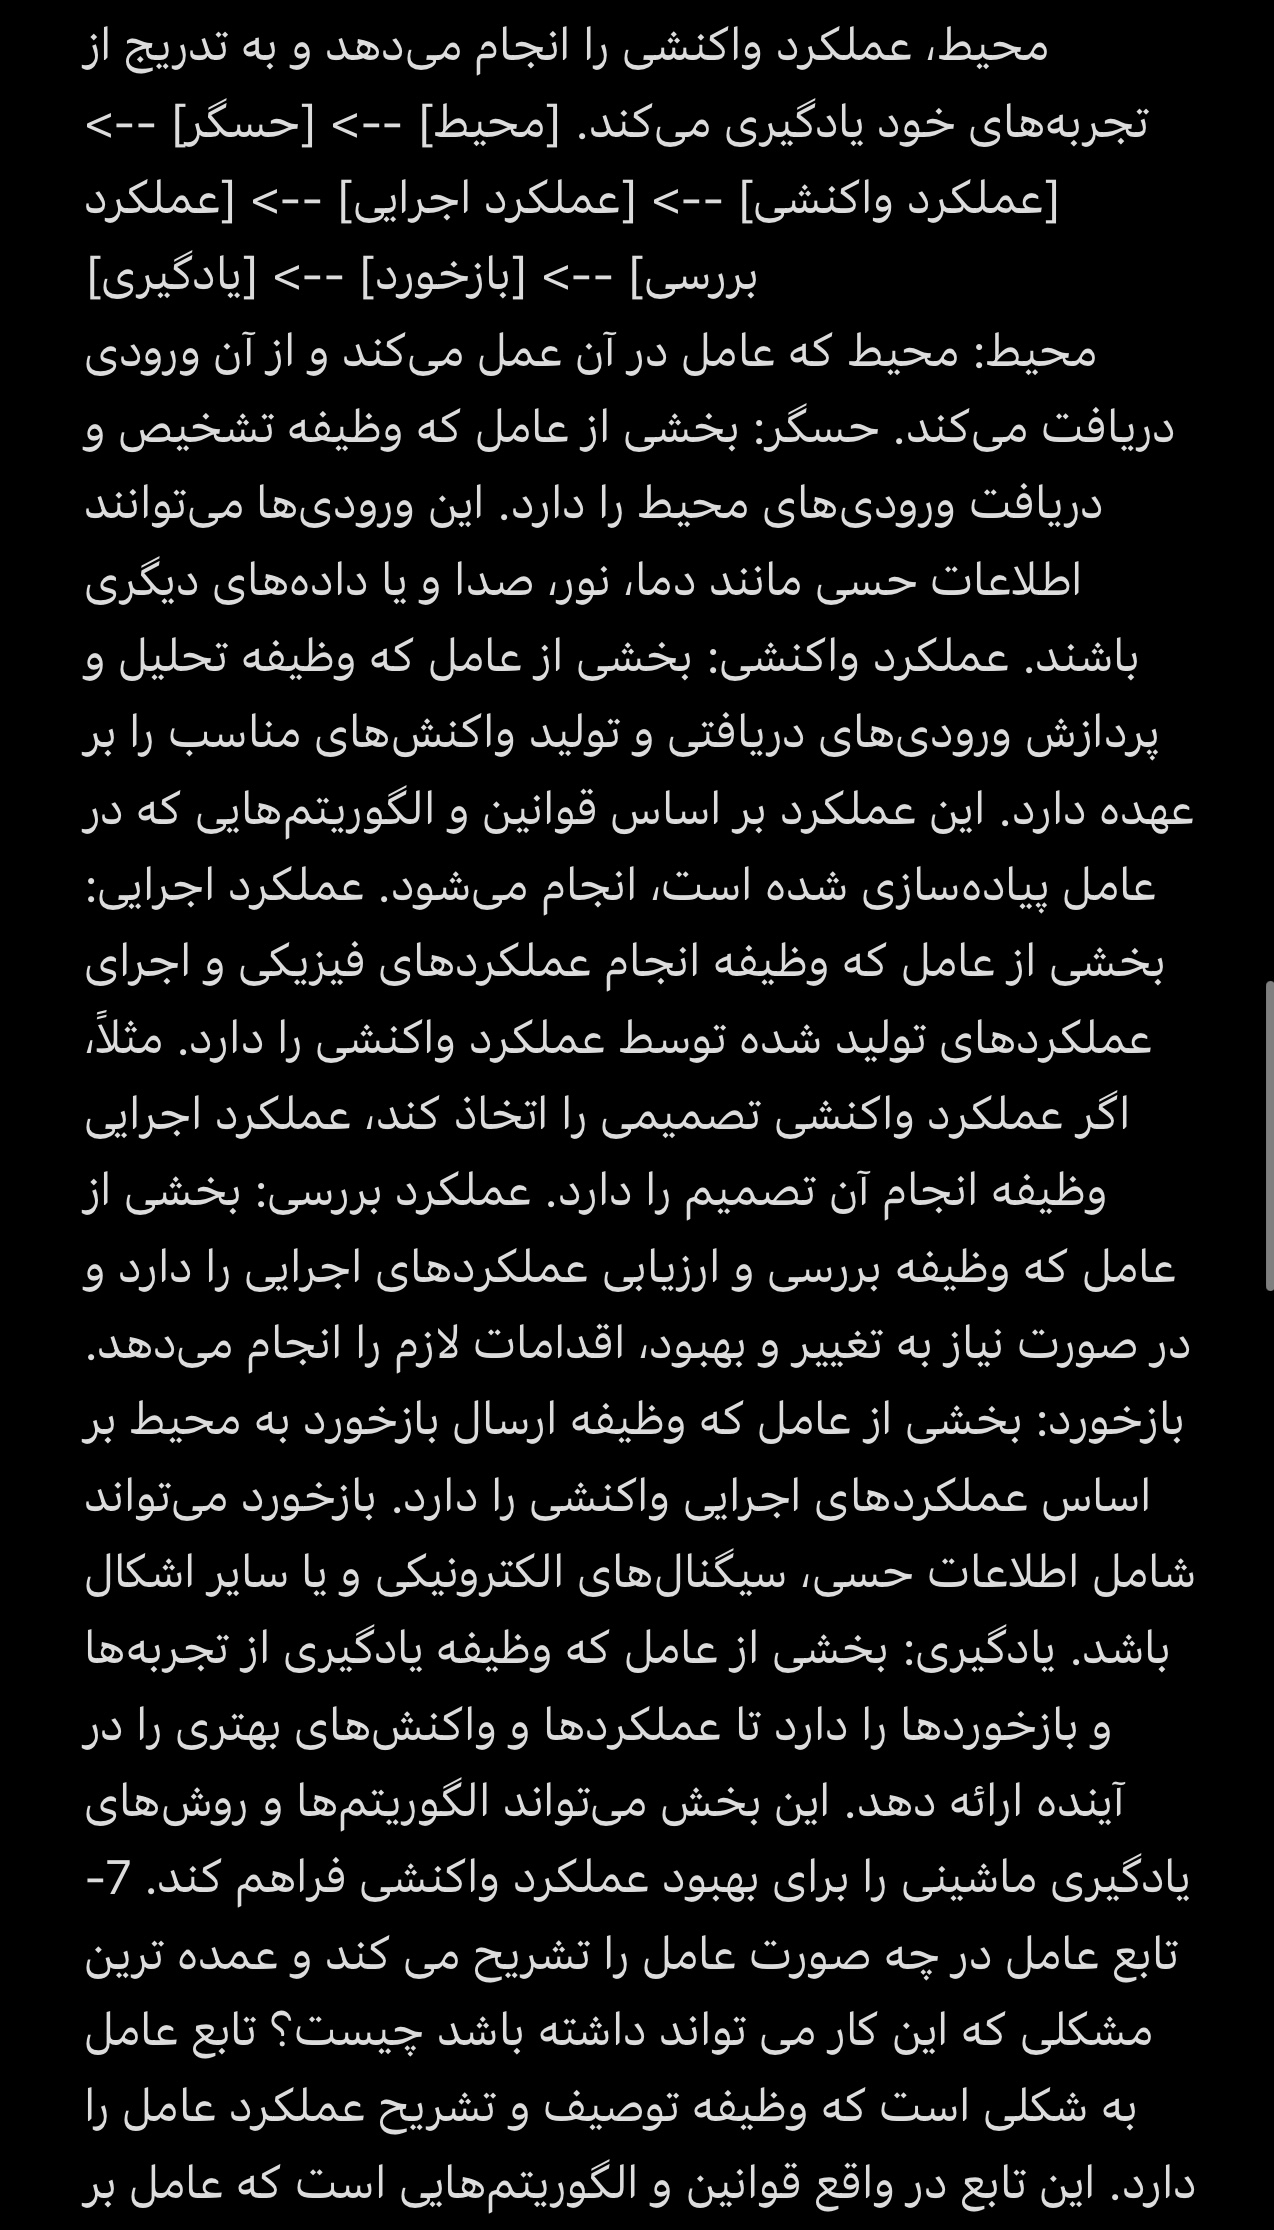 محیط، عملکرد واکنشی را انجام می‌دهد و به تدریج از
تجربه‌های خود یادگیری می‌کند. [محیط] --> [حسگر] -->
[عملکرد واکنشی] --> [عملکرد اجرایی] --> [عملکرد
بررسی] --> [بازخورد] --> [یادگیری]
محیط: محیط که عامل در آن عمل می‌کند و از آن ورودی
دریافت می‌کند. حسگر: بخشی از عامل که وظیفه تشخیص و
دریافت ورودی‌های محیط را دارد. این ورودی‌ها می‌توانند
اطلاعات حسی مانند دما، نور، صدا و یا داده‌های دیگری
باشند. عملکرد واکنشی: بخشی از عامل که وظیفه تحلیل و
پردازش ورودی‌های دریافتی و تولید واکنش‌های مناسب را بر
عهده دارد. این عملکرد بر اساس قوانین و الگوریتم‌هایی که در
عامل پیاده‌سازی شده است، انجام می‌شود. عملکرد اجرایی:
بخشی از عامل که وظیفه انجام عملکردهای فیزیکی و اجرای
عملکردهای تولید شده توسط عملکرد واکنشی را دارد. مثلاً،
اگر عملکرد واکنشی تصمیمی را اتخاذ کند، عملکرد اجرایی
وظیفه انجام آن تصمیم را دارد. عملکرد بررسی: بخشی از
عامل که وظیفه بررسی و ارزیابی عملکردهای اجرایی را دارد و
در صورت نیاز به تغییر و بهبود، اقدامات لازم را انجام می‌دهد.
بازخورد: بخشی از عامل که وظیفه ارسال بازخورد به محیط بر
اساس عملکردهای اجرایی واکنشی را دارد. بازخورد می‌تواند
شامل اطلاعات حسی، سیگنال‌های الکترونیکی و یا سایر اشکال
باشد. یادگیری: بخشی از عامل که وظیفه یادگیری از تجربه‌ها
و بازخوردها را دارد تا عملکردها و واکنش‌های بهتری را در
آینده ارائه دهد. این بخش می‌تواند الگوریتم‌ها و روش‌های
یادگیری ماشینی را برای بهبود عملکرد واکنشی فراهم کند. 7-
تابع عامل در چه صورت عامل را تشریح می کند و عمده ترین
مشکلی که این کار می تواند داشته باشد چیست؟ تابع عامل
به شکلی است که وظیفه توصیف و تشریح عملکرد عامل را
دارد. این تابع در واقع قوانین و الگوریتم‌هایی است که عامل بر